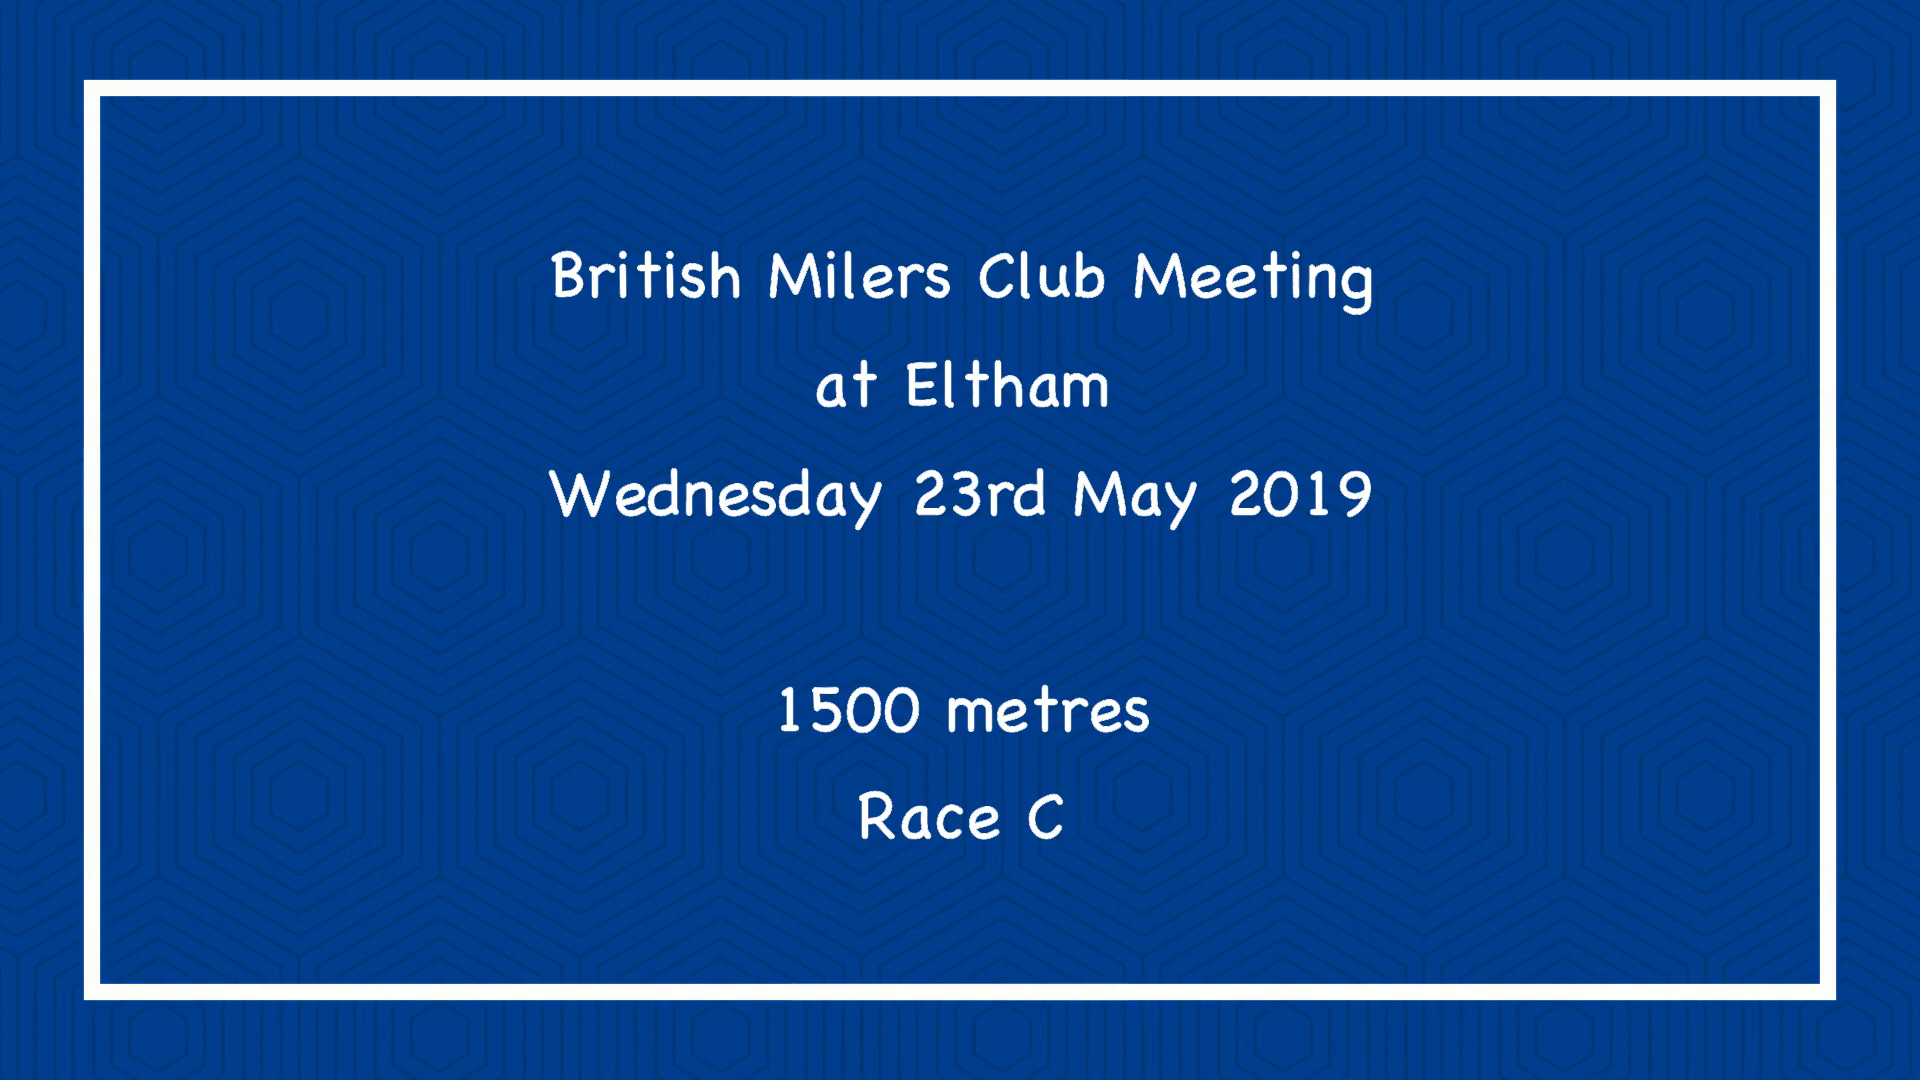 British Milers Club Meeting
at Eltham
Wednesday 23rd May 2019
1500 metres
Race C